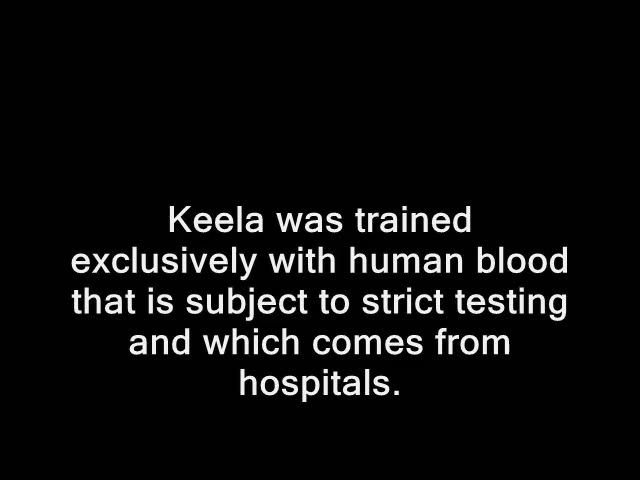 Keela was trained
exclusively with human blood
that is subject to strict testing
and which comes from
hospitals.